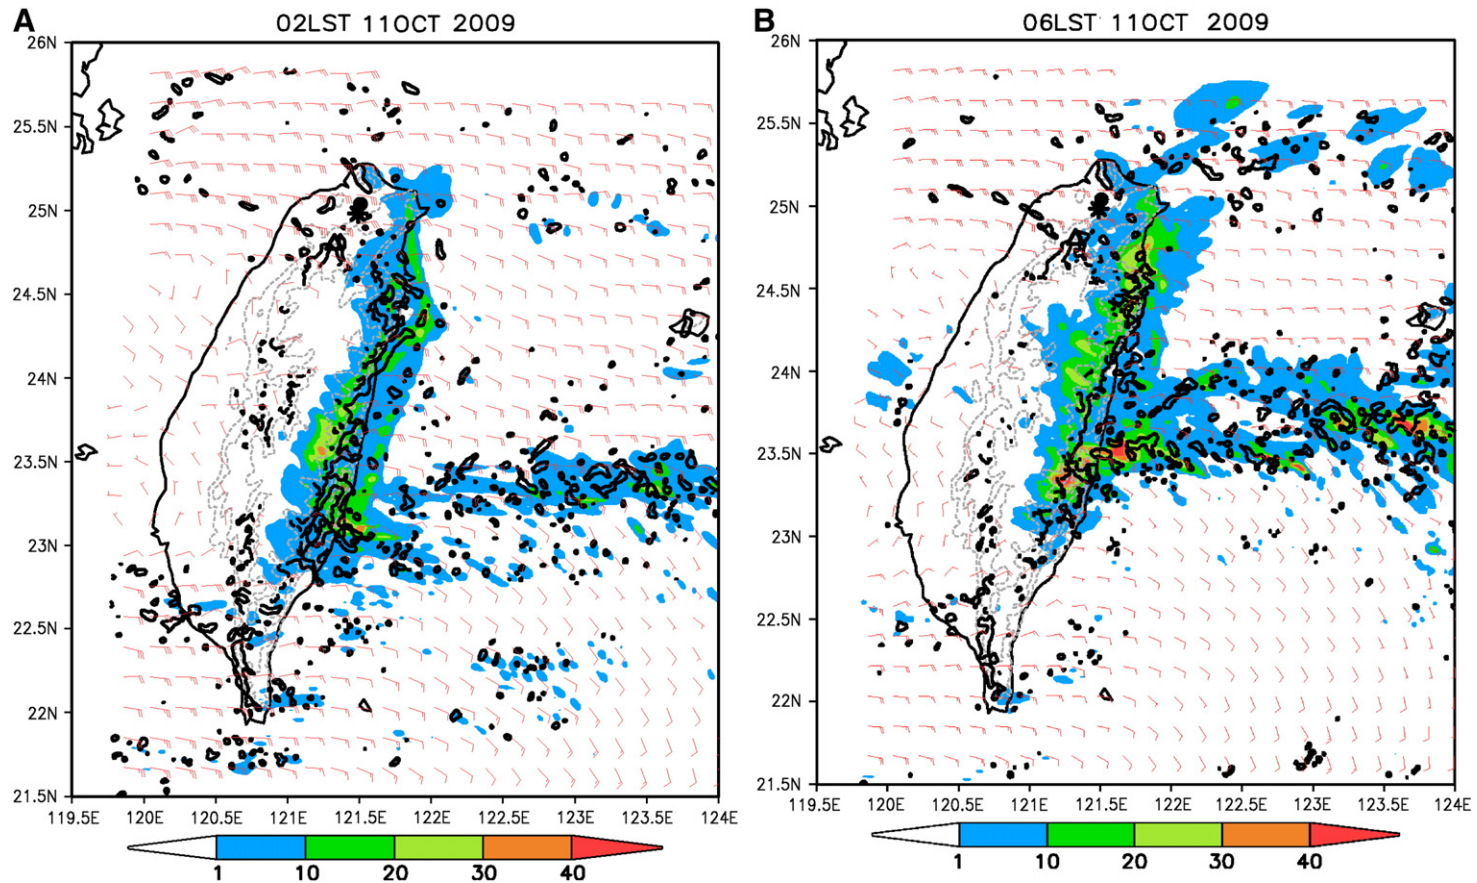 A
02LST 11OCT 2009
26N
25.5N
25N
24.5N
24N
23.5N
23N
22.5N
22N
21.5N
119.5E 120E 120.5E 121E 121.5E 122E 122.5E 123E 123.5E 124E
1 10 20 30 40
B
06LST 11OCT 2009
26N
25.5N
25N
24.5N
24N
23.5N
23N
22.5N
22N
21.5N
119.5E 120E 120.5E 121E 121.5E 122E 122.5E 123E 123.5E 124E
1 10 20 30 40